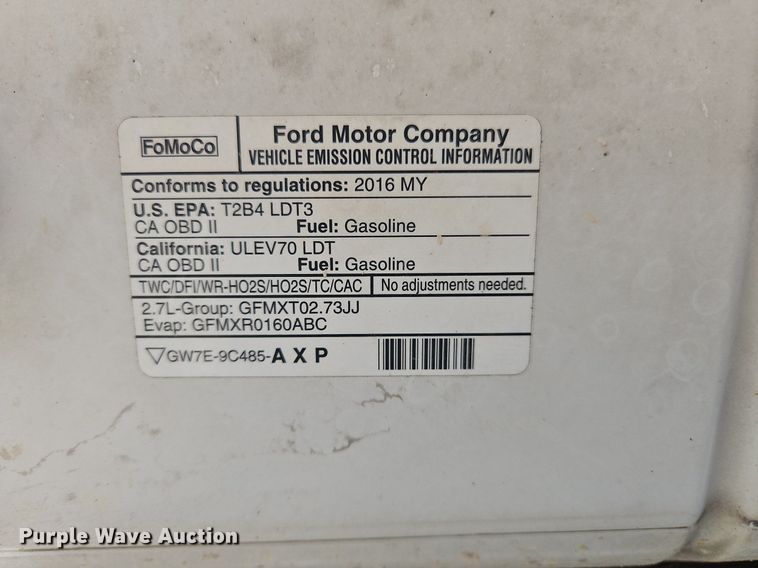 FoMoCo
Ford Motor Company
VEHICLE EMISSION CONTROL INFORMATION
Conforms to regulations: 2016 MY
U.S. EPA: T2B4 LDT3
CA OBD II Fuel: Gasoline
California: ULEV70 LDT
CA OBD II Fuel: Gasoline
TWC/DFI/WR-HO2S/HO2S/TC/CAC No adjustments needed.
2.7L-Group: GFMXT02.73JJ
Evap: GFMXR0160ABC
GW7E-9C485-A X P
Purple Wave Auction